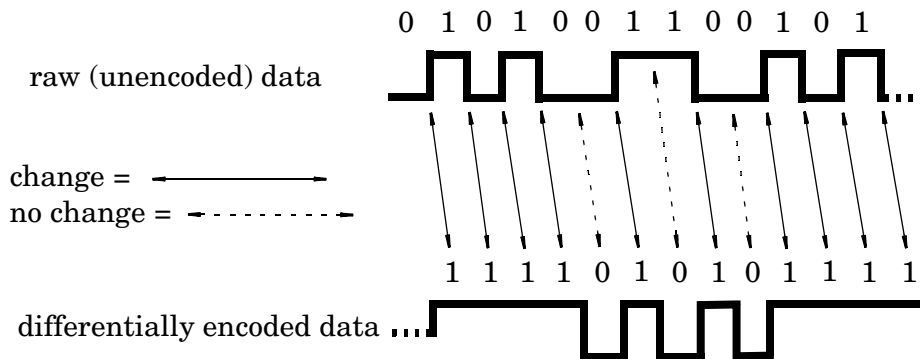 0 1 0 1 0 0 1 1 0 0 1 0 1
raw (unencoded) data
change =
no change =
1 1 1 1 0 1 0 1 0 1 1 1 1
differentially encoded data